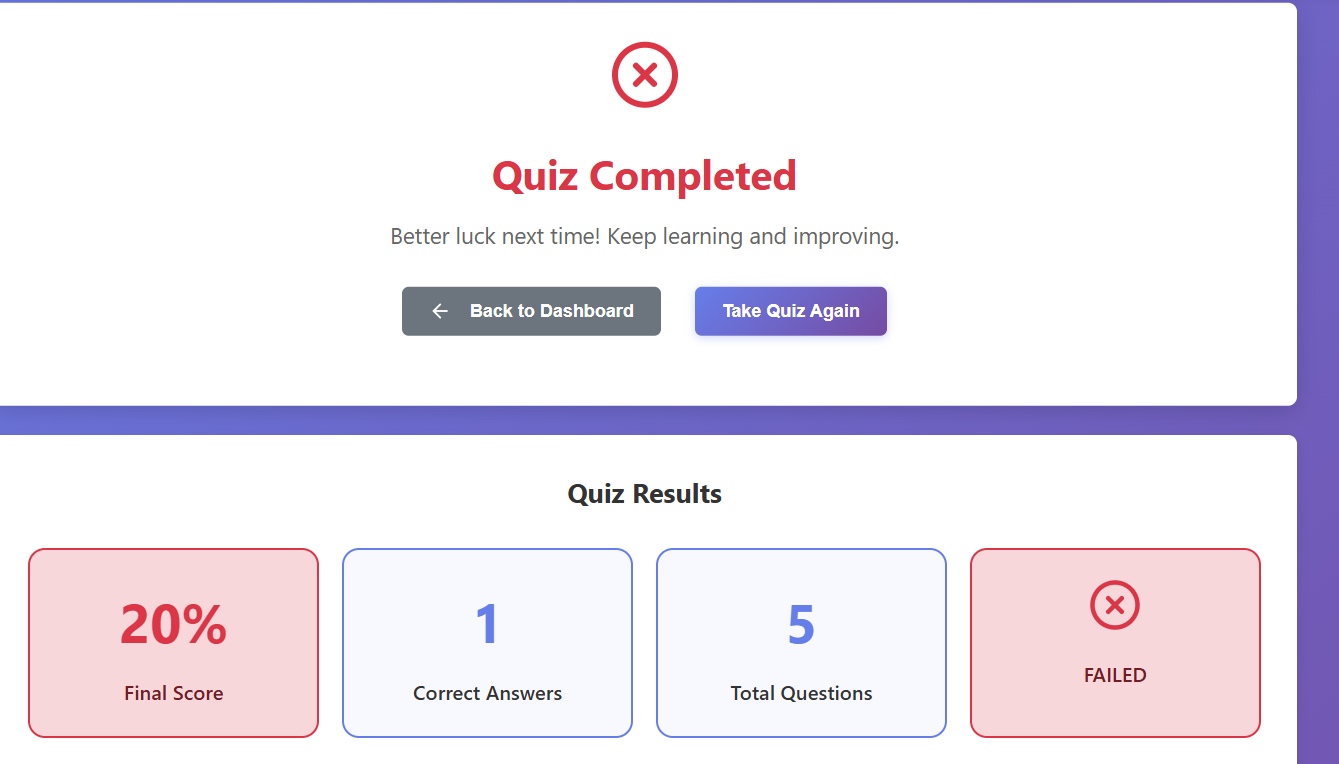 Quiz Completed
Better luck next time! Keep learning and improving.
Back to Dashboard
Take Quiz Again
Quiz Results
20%
Final Score
1
Correct Answers
5
Total Questions
FAILED